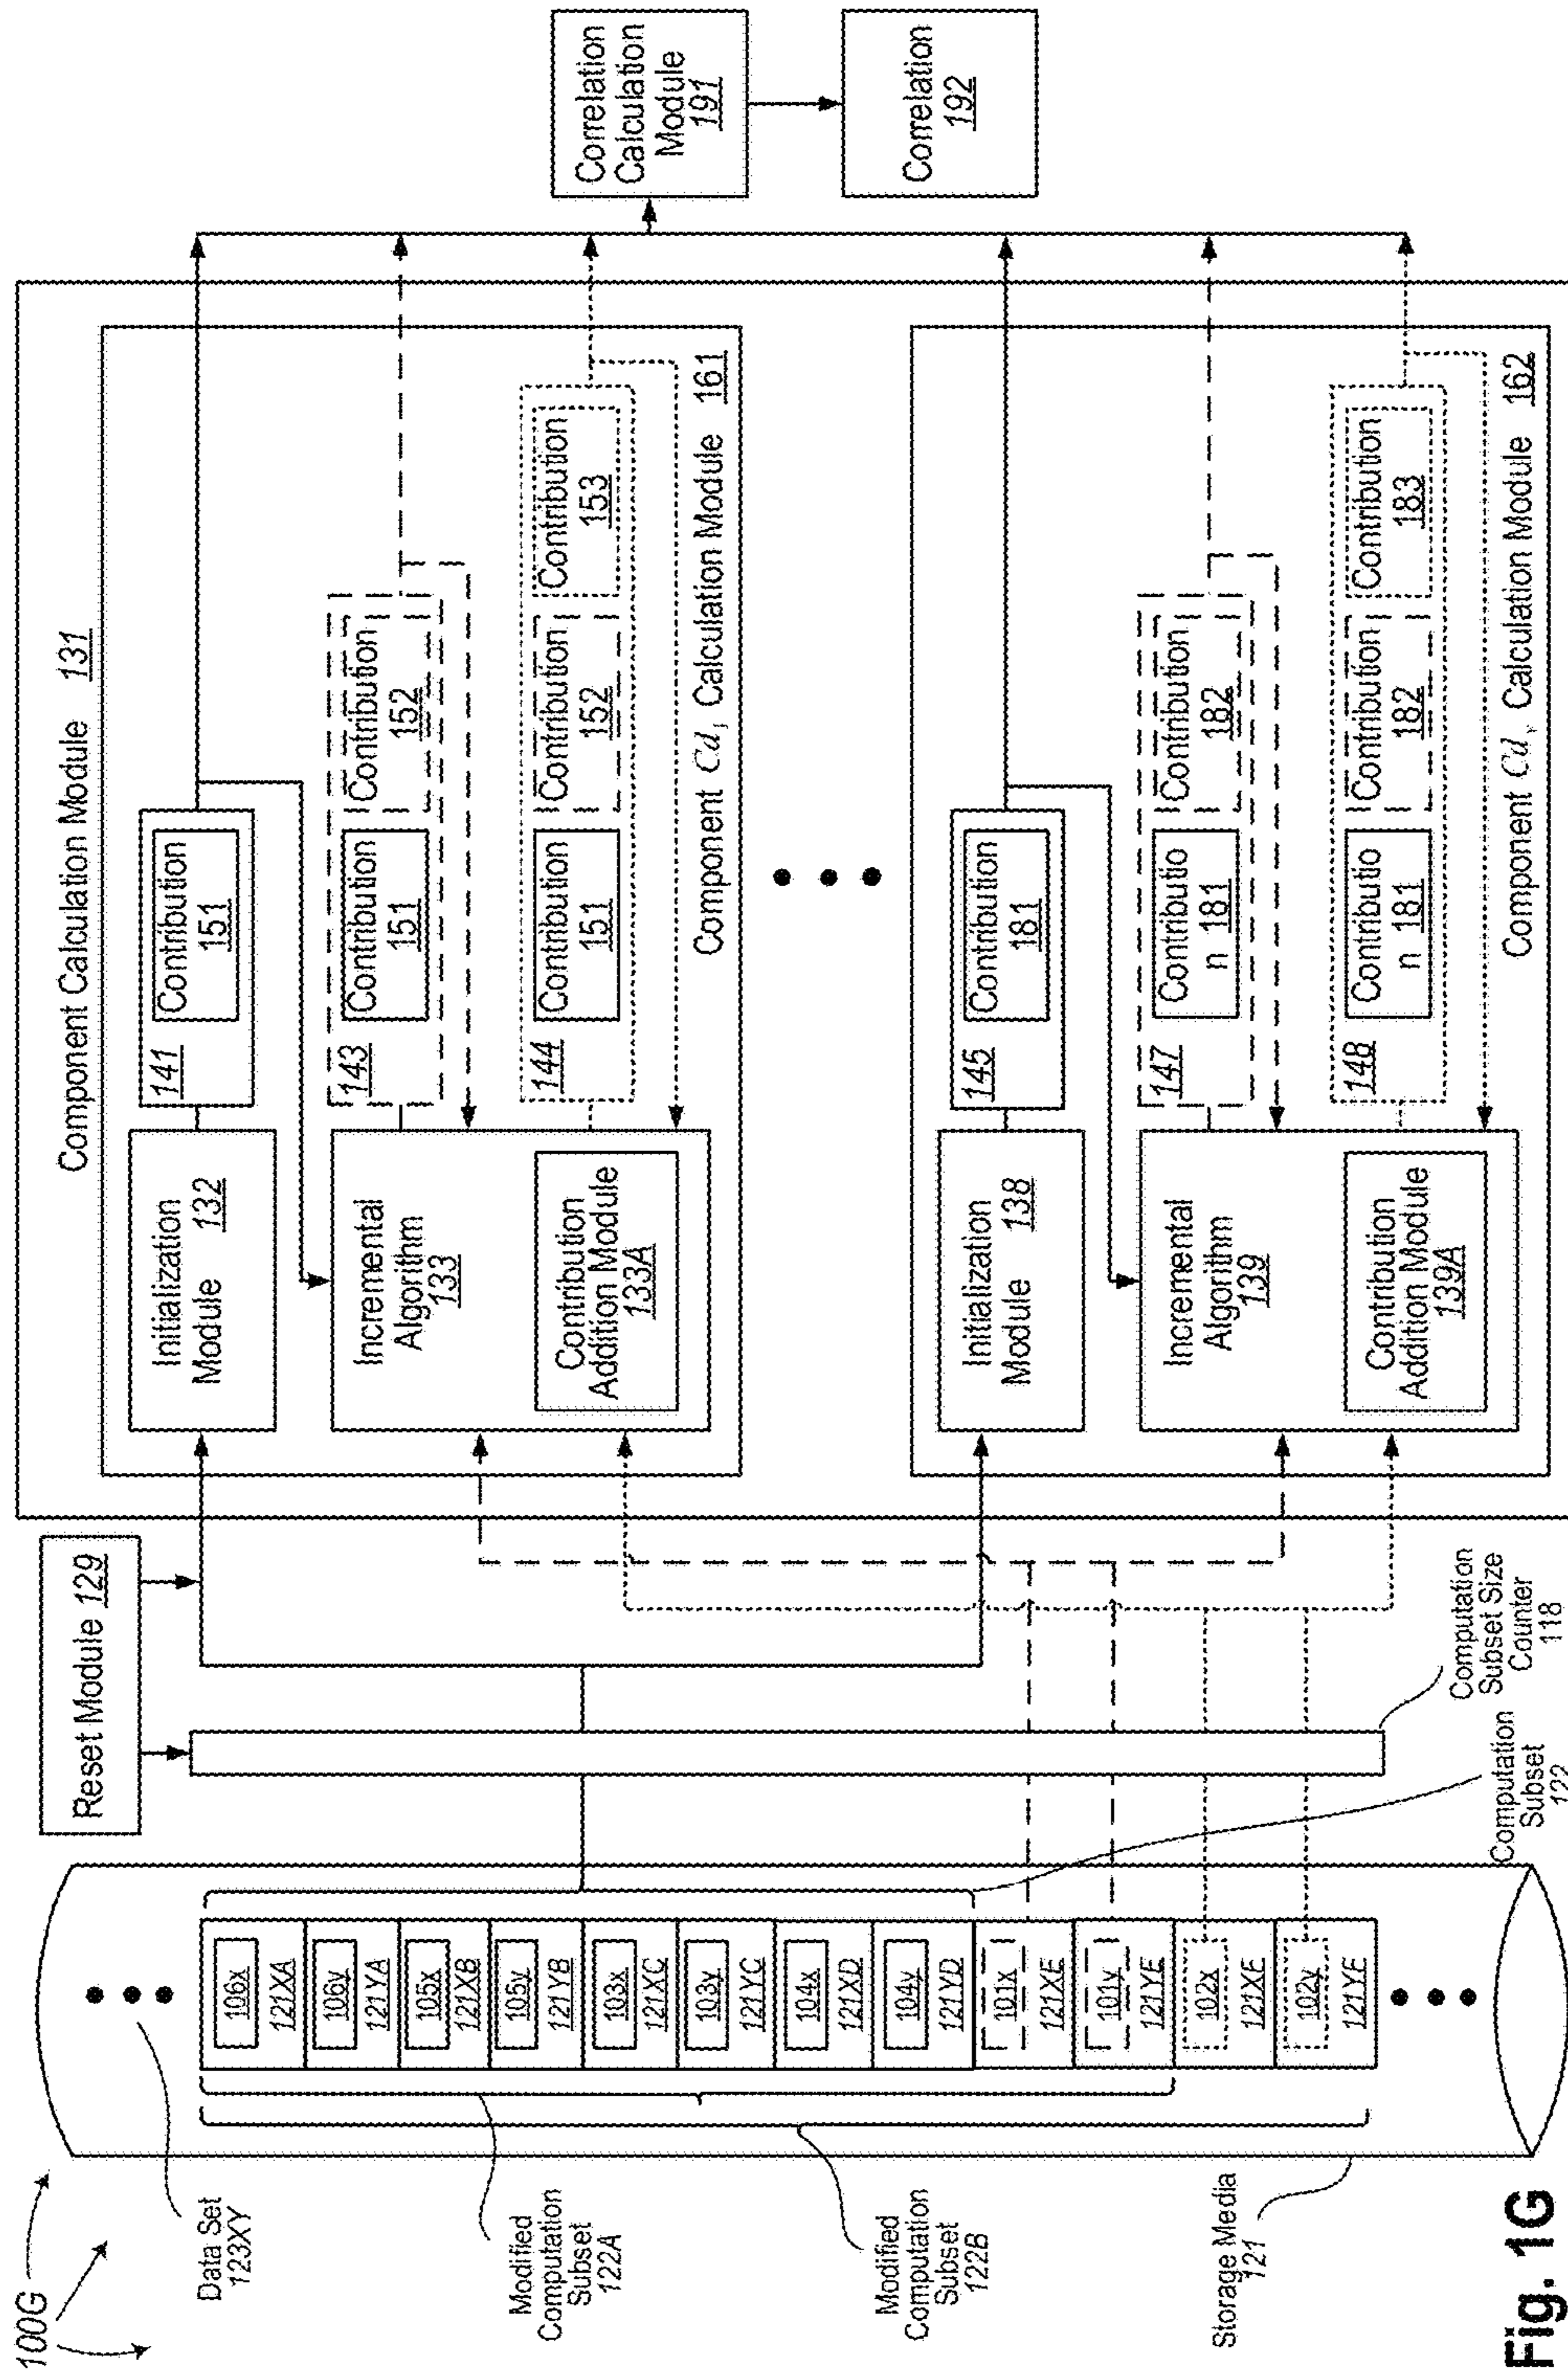 100G
Data Set
123XY
Modified
Computation
Subset
122A
Modified
Computation
Subset
122B
Storage Media
121
Fig. 1G
106x
121XA
106y
121YA
105x
121XB
105y
121YB
103x
121XC
103y
121YC
104x
121XD
104y
121YD
101x
121XE
101y
121YE
102x
121XE
102y
121YE
Reset Module 129
Computation
Subset Size
Counter
118
Computation
Subset
122
Component Calculation Module 131
Initialization
Module 132
141
Contribution
151
Incremental
Algorithm
133
Contribution
Addition Module
133A
143
Contribution
151
Contribution
152
144
Contribution
151
Contribution
152
Contribution
153
Component Cd₁ Calculation Module 161
Initialization
Module 138
145
Contribution
181
Incremental
Algorithm
139
Contribution
Addition Module
139A
147
Contributio
n 181
Contribution
182
148
Contributio
n 181
Contribution
182
Contribution
183
Component Cdᵥ Calculation Module 162
Correlation
Calculation
Module
191
Correlation
192